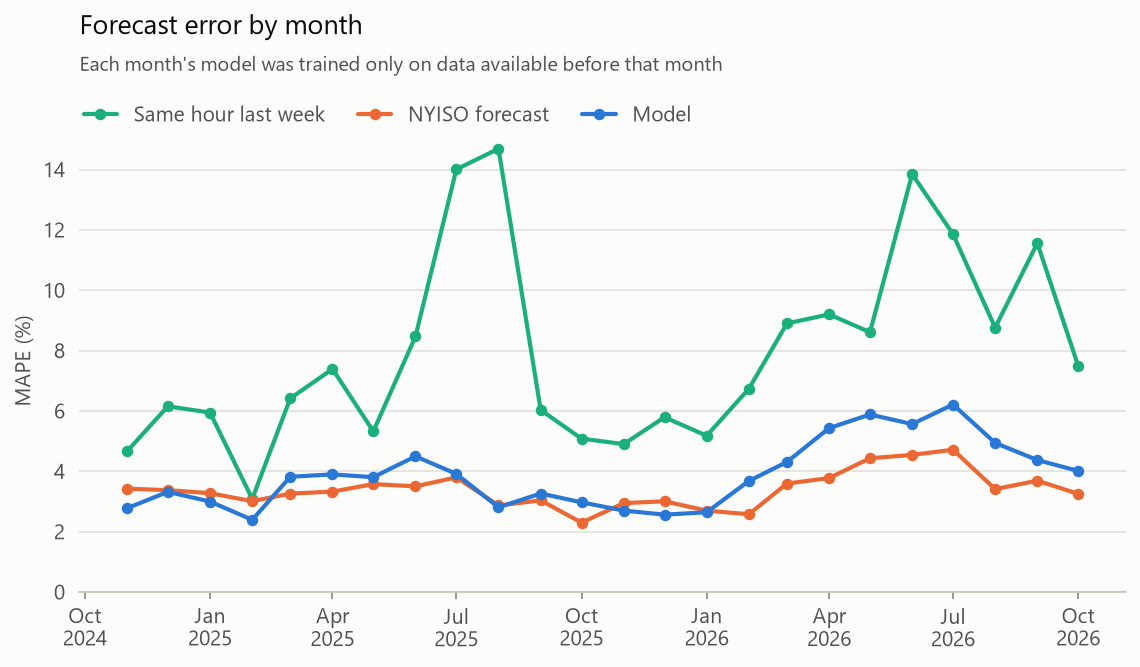 Forecast error by month
Each month's model was trained only on data available before that month
Same hour last week NYISO forecast Model
MAPE (%)
14
12
10
8
6
4
2
0
Oct Jan Apr Jul Oct Jan Apr Jul Oct
2024 2025 2025 2025 2025 2026 2026 2026 2026